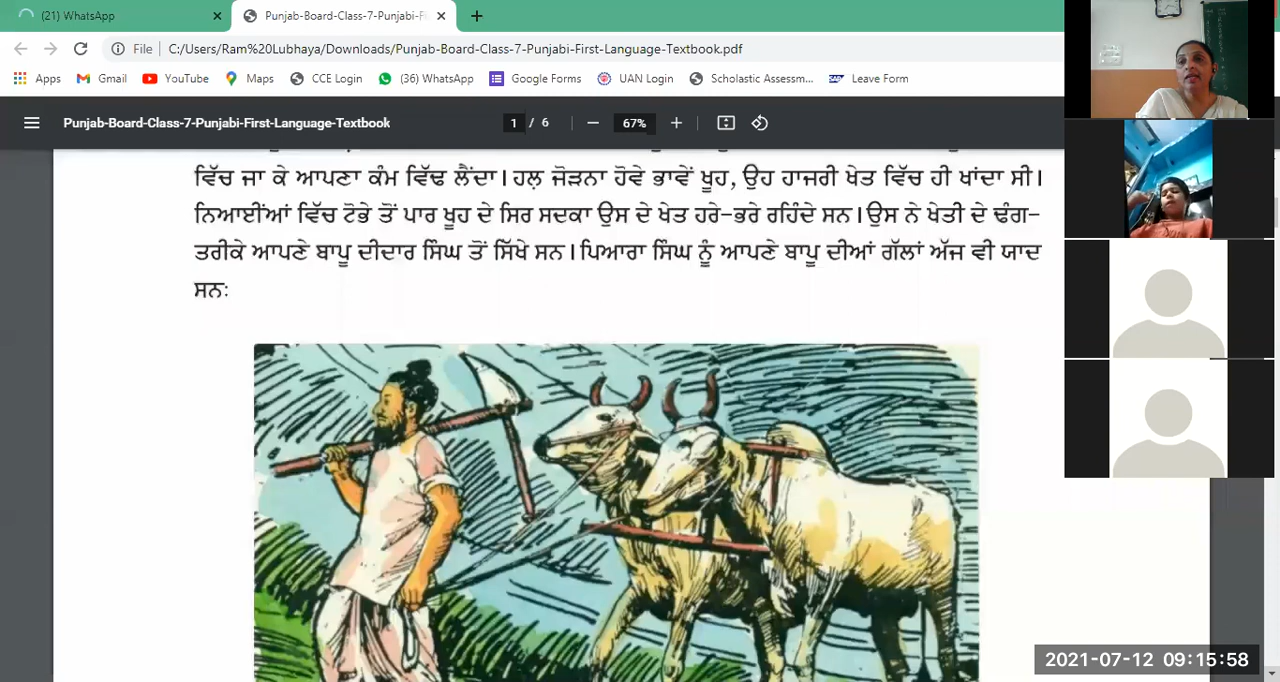 (21) WhatsApp
Punjab-Board-Class-7-Punjabi-Fi
File
C:/Users/Ram%20Lubhaya/Downloads/Punjab-Board-Class-7-Punjabi-First-Language-Textbook.pdf
Apps Gmail YouTube Maps CCE Login (36) WhatsApp Google Forms UAN Login Scholastic Assessm... Leave Form
Punjab-Board-Class-7-Punjabi-First-Language-Textbook
1 / 6
67%
ਵਿੱਚ ਜਾ ਕੇ ਆਪਣਾ ਕੰਮ ਵਿੱਢ ਲੈਂਦਾ। ਹਲ਼ ਜੋੜਨਾ ਹੋਵੇ ਭਾਵੇਂ ਖੂਹ, ਉਹ ਹਾਜਰੀ ਖੇਤ ਵਿੱਚ ਹੀ ਖਾਂਦਾ ਸੀ।
ਨਿਆਈਂਆਂ ਵਿੱਚ ਟੋਭੇ ਤੋਂ ਪਾਰ ਖੂਹ ਦੇ ਸਿਰ ਸਦਕਾ ਉਸ ਦੇ ਖੇਤ ਹਰੇ-ਭਰੇ ਰਹਿੰਦੇ ਸਨ। ਉਸ ਨੇ ਖੇਤੀ ਦੇ ਢੰਗ-
ਤਰੀਕੇ ਆਪਣੇ ਬਾਪੂ ਦੀਦਾਰ ਸਿੰਘ ਤੋਂ ਸਿੱਖੇ ਸਨ। ਪਿਆਰਾ ਸਿੰਘ ਨੂੰ ਆਪਣੇ ਬਾਪੂ ਦੀਆਂ ਗੱਲਾਂ ਅੱਜ ਵੀ ਯਾਦ
ਸਨ:
2021-07-12 09:15:58